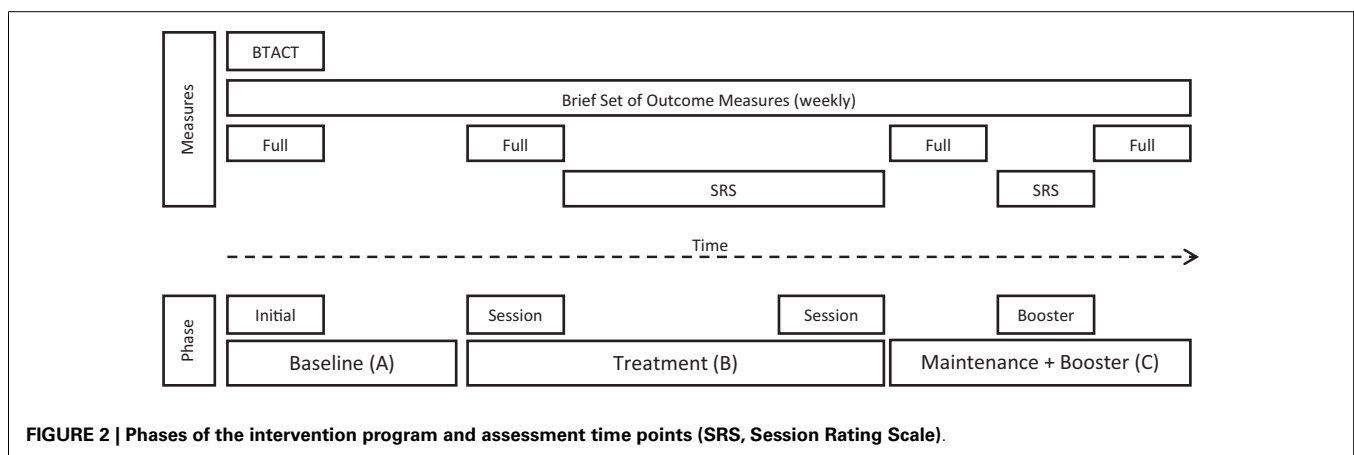 Measures
BTACT
Brief Set of Outcome Measures (weekly)
Full Full Full Full
SRS SRS
Time
Phase
Initial Session Session Booster
Baseline (A) Treatment (B) Maintenance + Booster (C)
FIGURE 2 | Phases of the intervention program and assessment time points (SRS, Session Rating Scale).